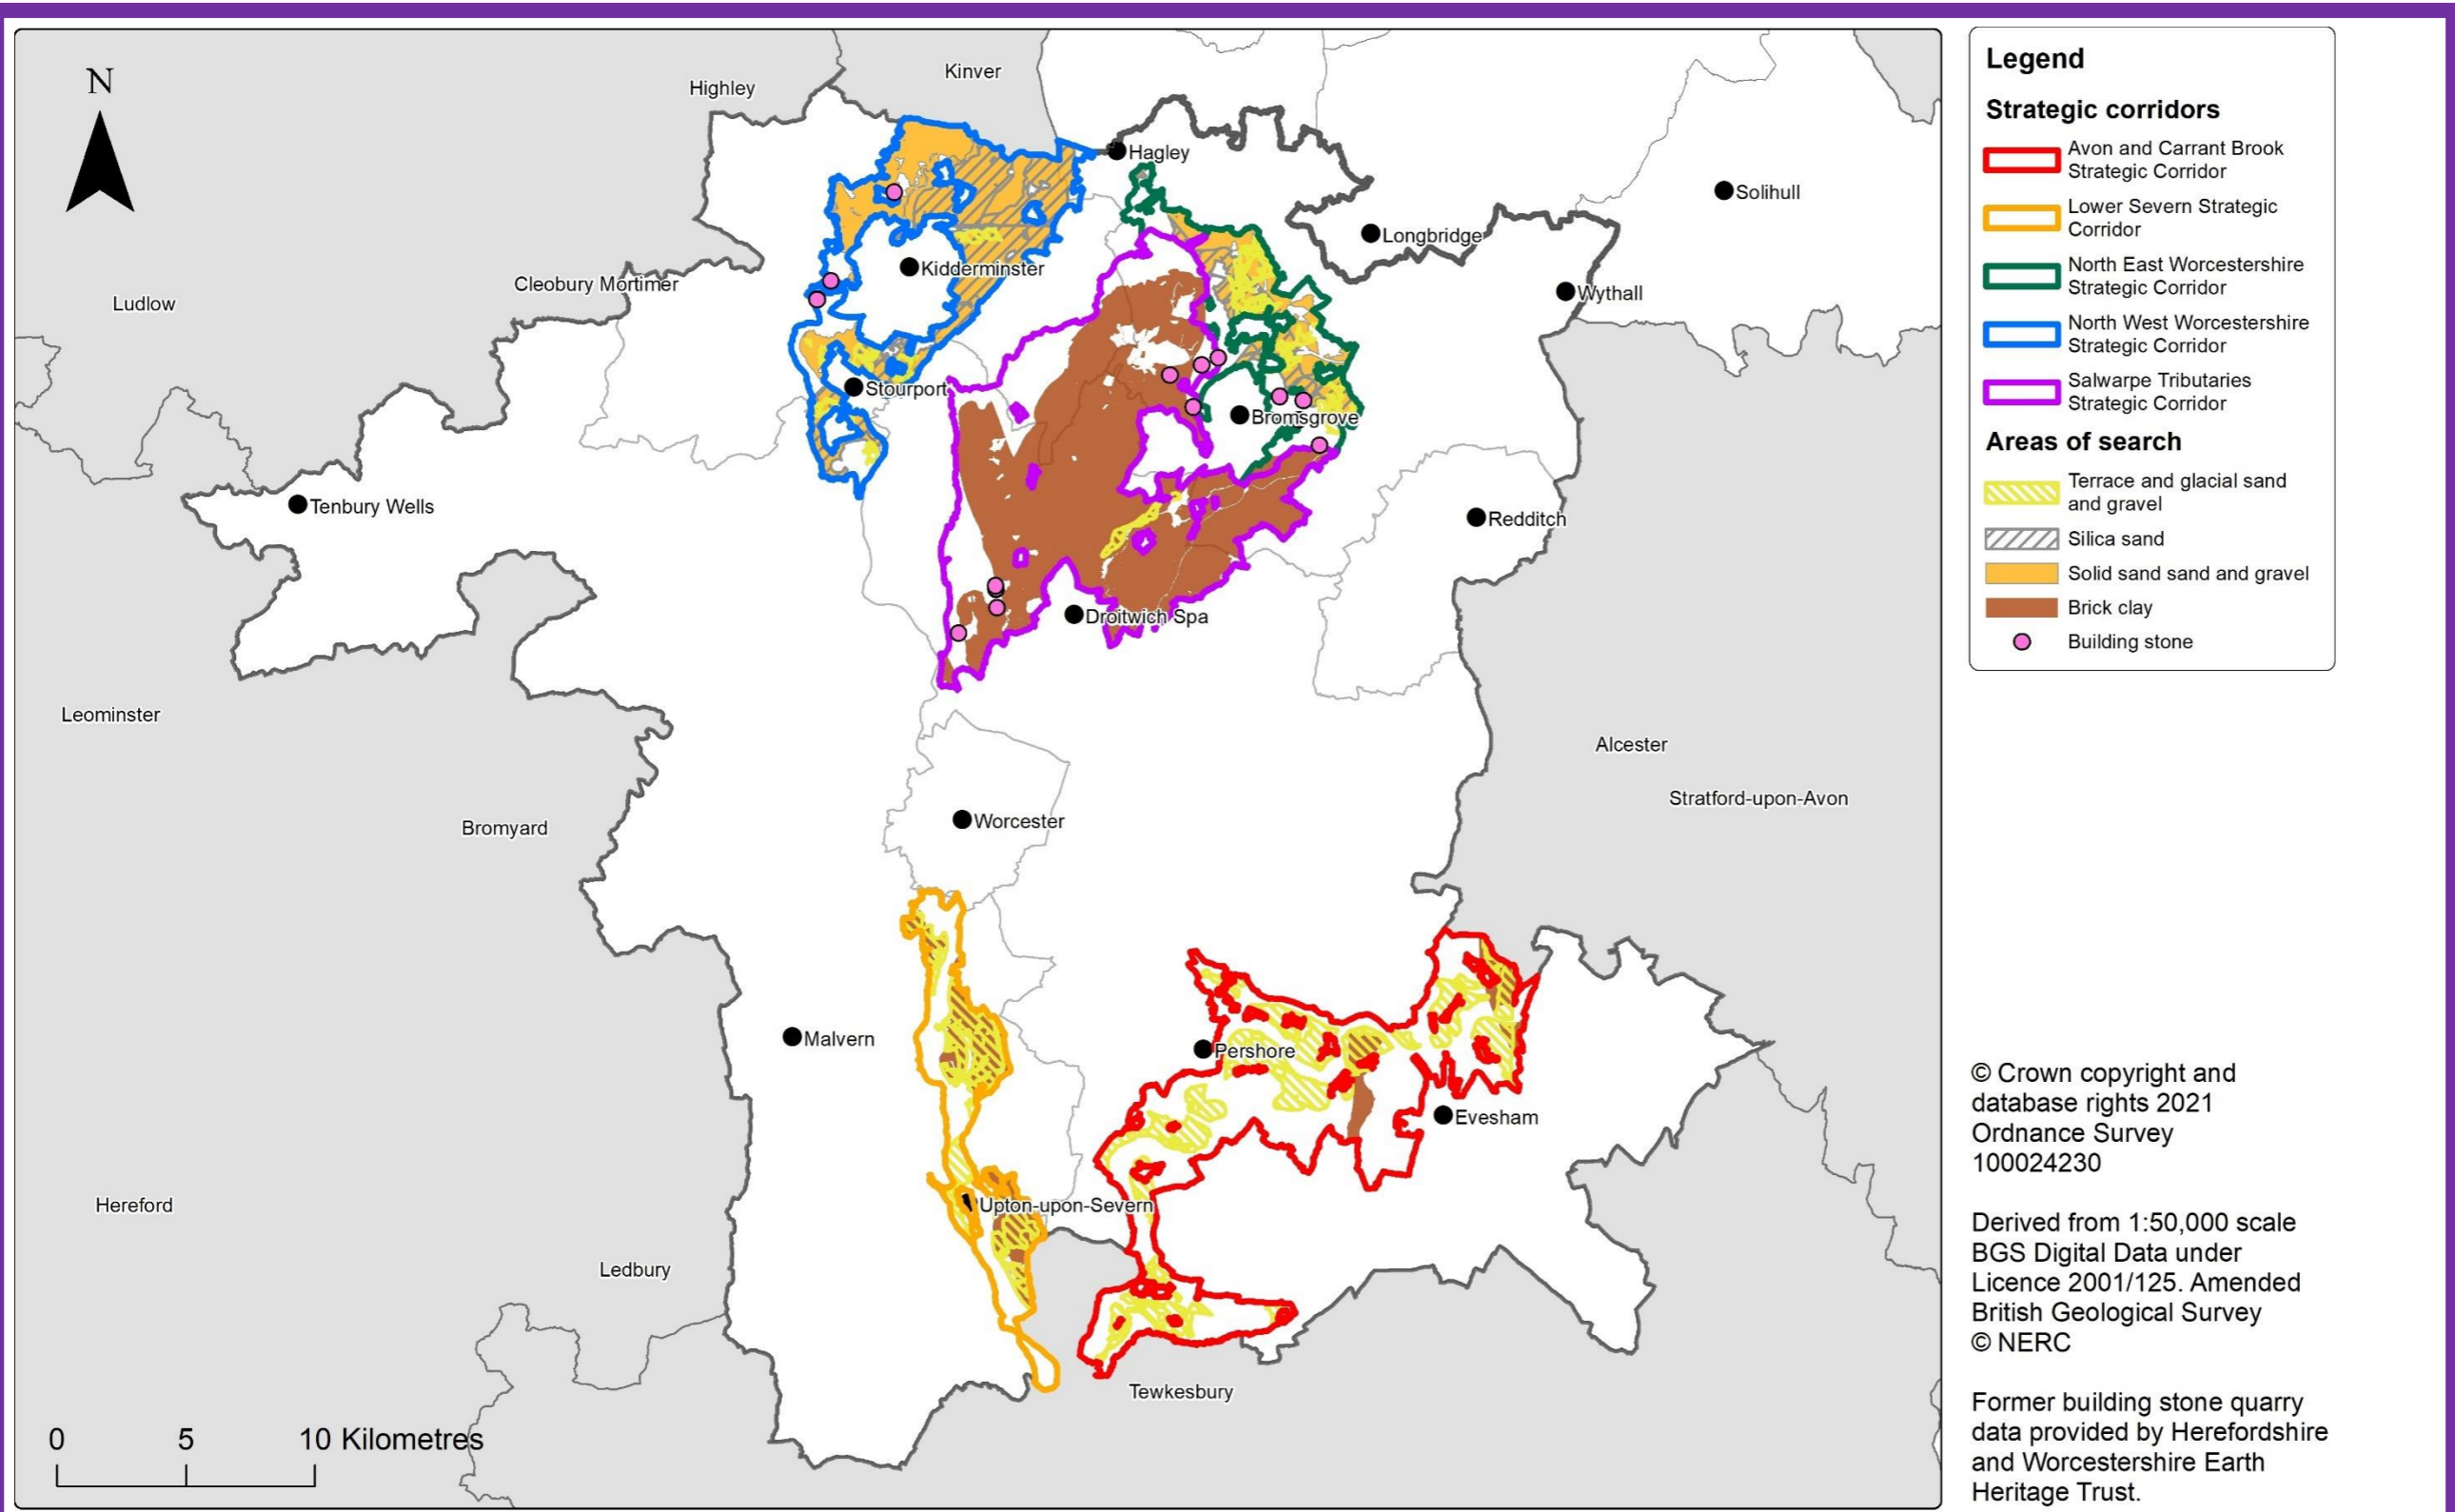 N
Highley
Kinver
Hagley
Solihull
Longbridge
Kidderminster
Cleobury Mortimer
Ludlow
Wythall
Stourport
Bromsgrove
Tenbury Wells
Redditch
Droitwich Spa
Leominster
Alcester
Stratford-upon-Avon
Worcester
Bromyard
Malvern
Pershore
Evesham
Hereford
Upton-upon-Severn
Ledbury
Tewkesbury
0 5 10 Kilometres
Legend
Strategic corridors
Avon and Carrant Brook
Strategic Corridor
Lower Severn Strategic
Corridor
North East Worcestershire
Strategic Corridor
North West Worcestershire
Strategic Corridor
Salwarpe Tributaries
Strategic Corridor
Areas of search
Terrace and glacial sand
and gravel
Silica sand
Solid sand sand and gravel
Brick clay
Building stone
© Crown copyright and
database rights 2021
Ordnance Survey
100024230
Derived from 1:50,000 scale
BGS Digital Data under
Licence 2001/125. Amended
British Geological Survey
© NERC
Former building stone quarry
data provided by Herefordshire
and Worcestershire Earth
Heritage Trust.